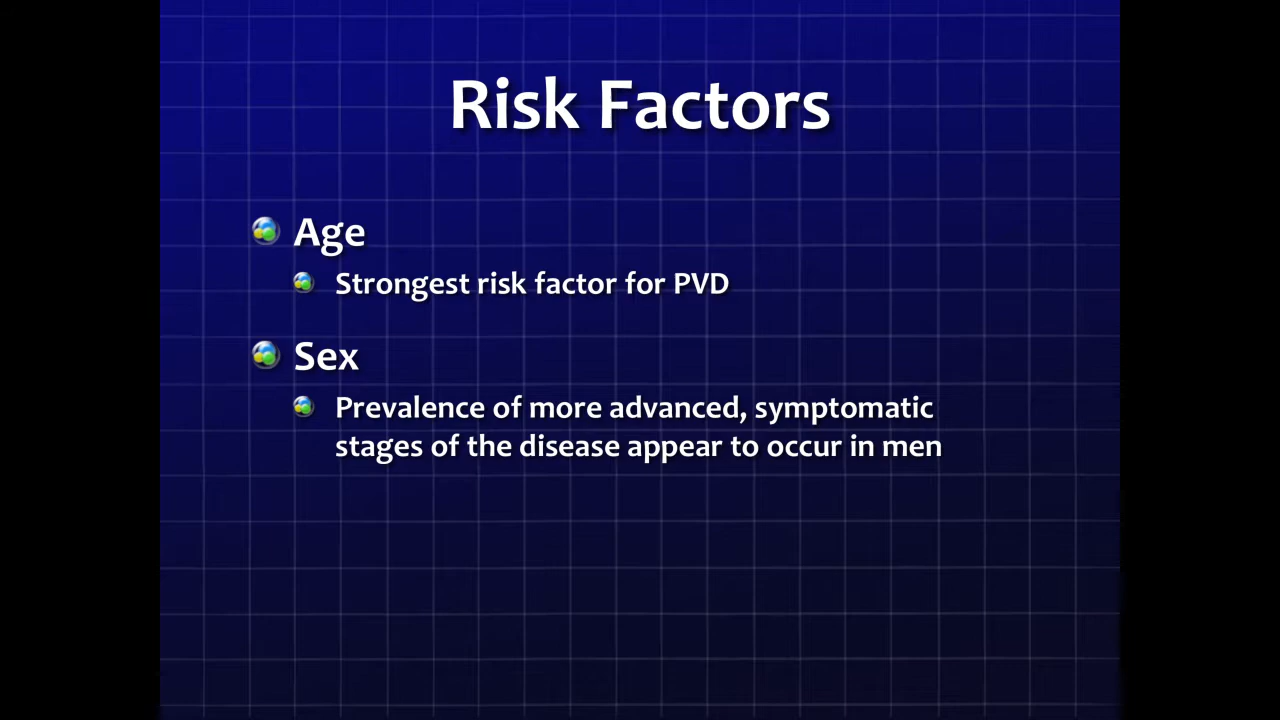 Risk Factors
Age
Strongest risk factor for PVD
Sex
Prevalence of more advanced, symptomatic
stages of the disease appear to occur in men